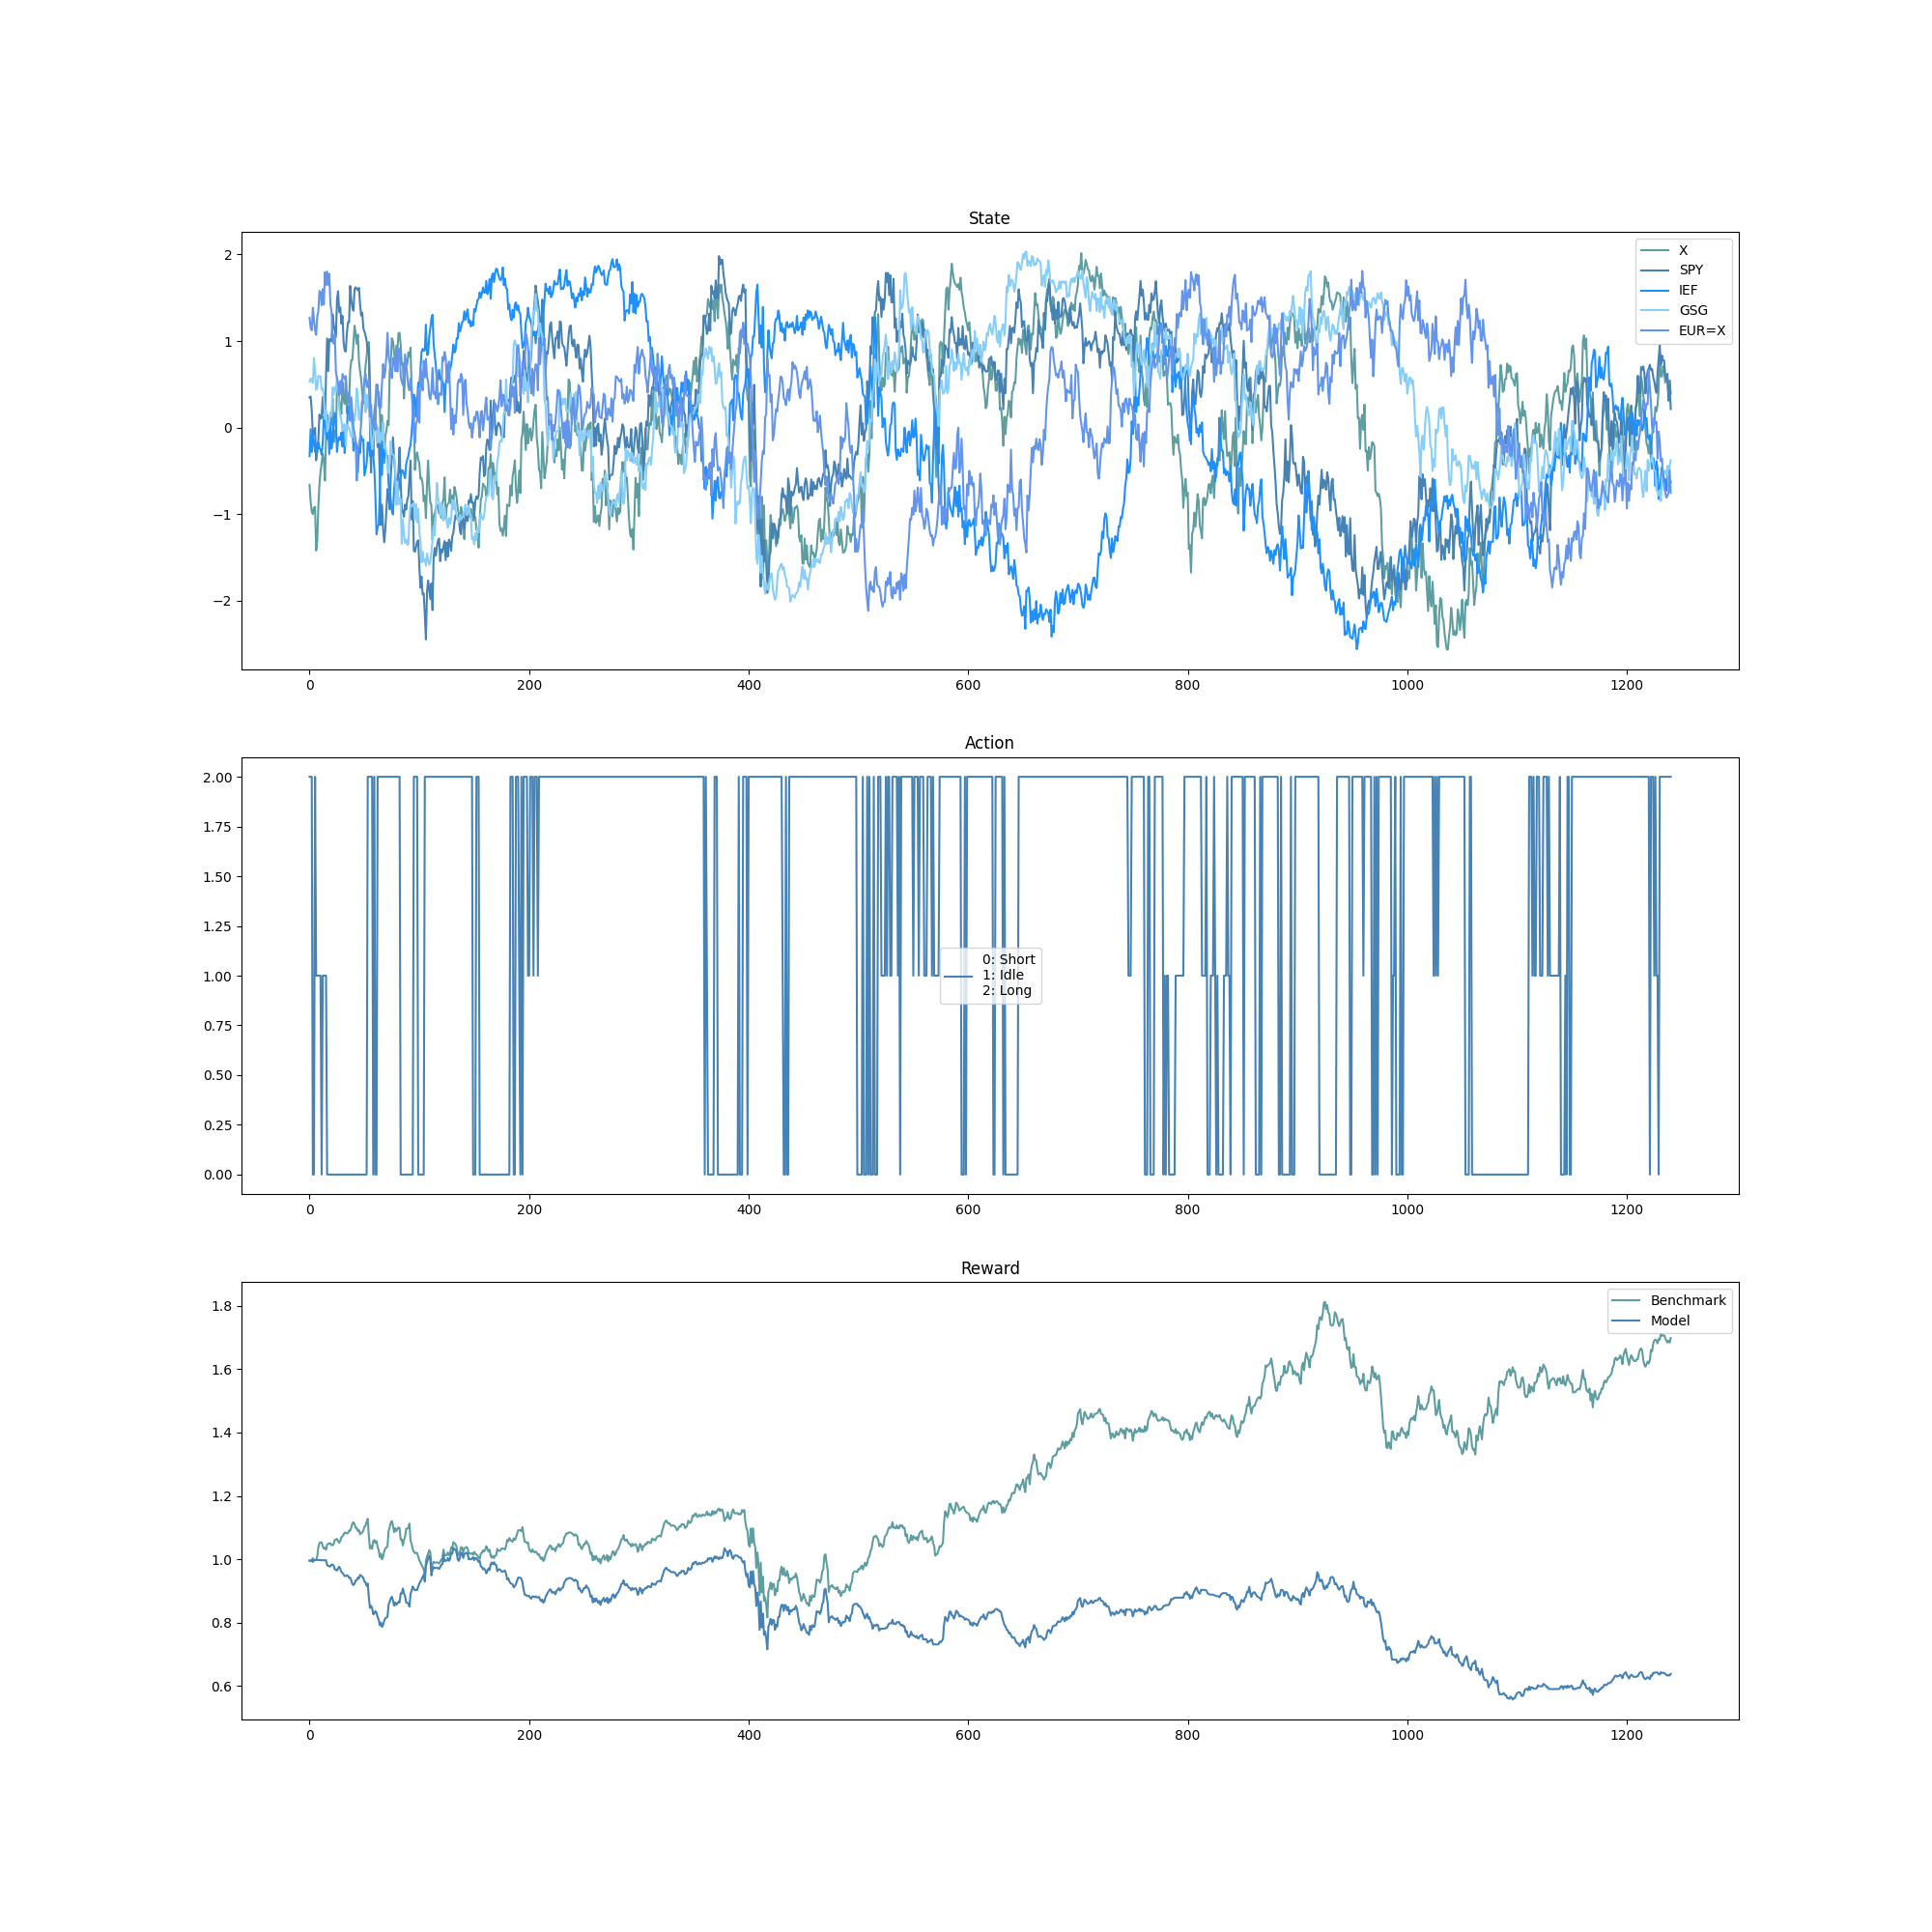 State
2
1
0
−1
−2
X
SPY
IEF
GSG
EUR=X
0 200 400 600 800 1000 1200
Action
2.00
1.75
1.50
1.25
1.00
0.75
0.50
0.25
0.00
0: Short
1: Idle
2: Long
0 200 400 600 800 1000 1200
Reward
1.8
1.6
1.4
1.2
1.0
0.8
0.6
Benchmark
Model
0 200 400 600 800 1000 1200